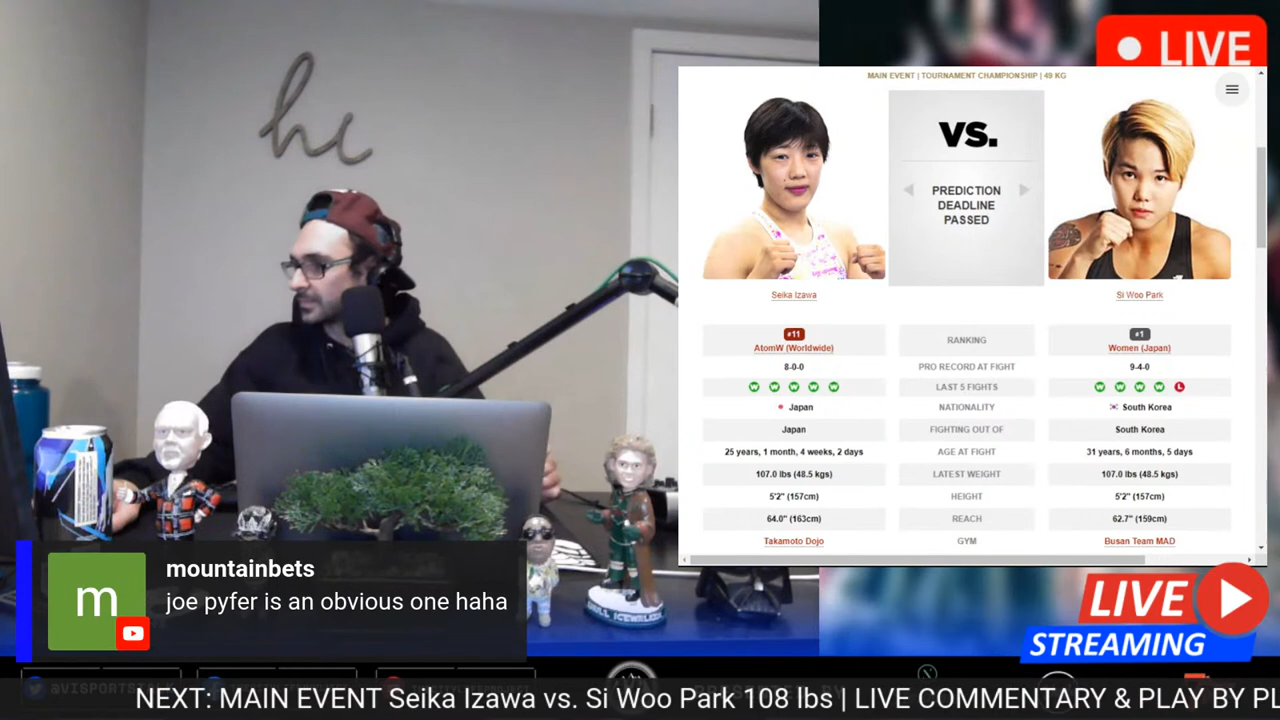 hi
LIVE
MAIN EVENT | TOURNAMENT CHAMPIONSHIP | 49 KG
VS.
PREDICTION
DEADLINE
PASSED
Seika Izawa
Si Woo Park
#11
AtomW (Worldwide)
RANKING
#1
Women (Japan)
8-0-0
PRO RECORD AT FIGHT
9-4-0
W W W W W
LAST 5 FIGHTS
W W W W L
Japan
NATIONALITY
South Korea
Japan
FIGHTING OUT OF
South Korea
25 years, 1 month, 4 weeks, 2 days
AGE AT FIGHT
31 years, 6 months, 5 days
107.0 lbs (48.5 kgs)
LATEST WEIGHT
107.0 lbs (48.5 kgs)
5'2" (157cm)
HEIGHT
5'2" (157cm)
64.0" (163cm)
REACH
62.7" (159cm)
Takamoto Dojo
GYM
Busan Team MAD
m
mountainbets
joe pyfer is an obvious one haha
LIVE
STREAMING
NEXT: MAIN EVENT Seika Izawa vs. Si Woo Park 108 lbs | LIVE COMMENTARY & PLAY BY PL